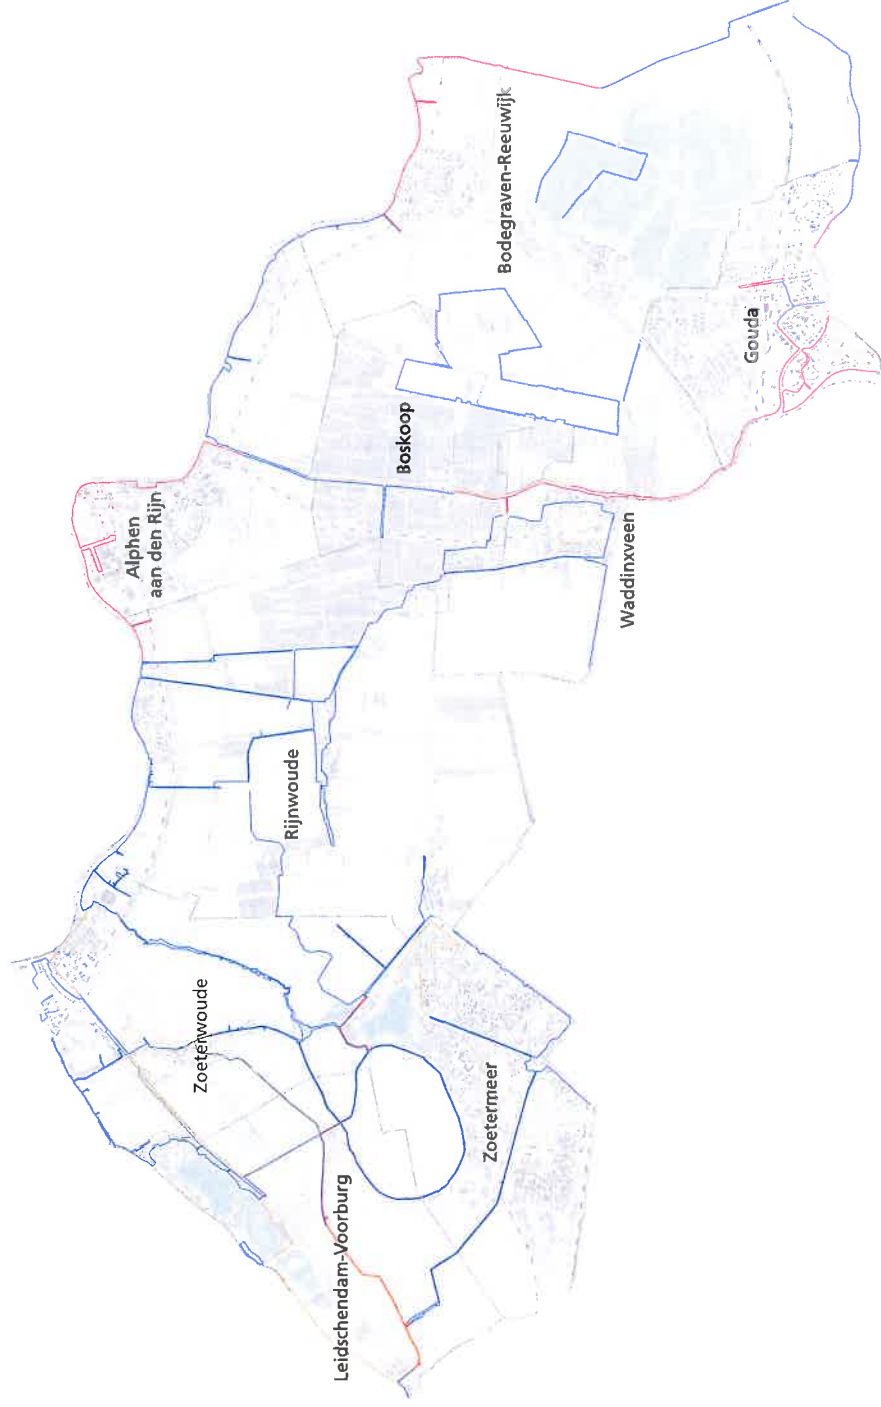 Leidschendam-Voorburg
Zoeterwoude
Zoetermeer
Rijnwoude
Alphen
aan den Rijn
Boskoop
Waddinxveen
Bodegraven-Reeuwijk
Gouda